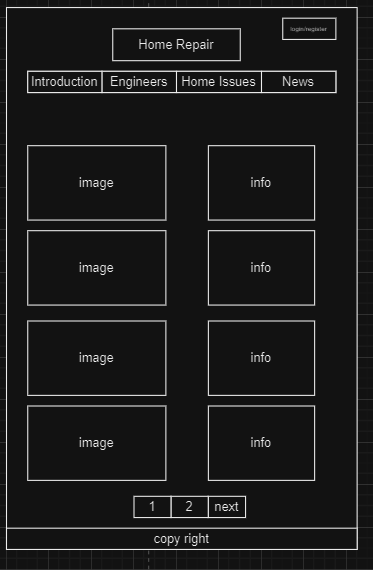 login/register
Home Repair
Introduction Engineers Home Issues News
image info
image info
image info
image info
1 2 next
copy right